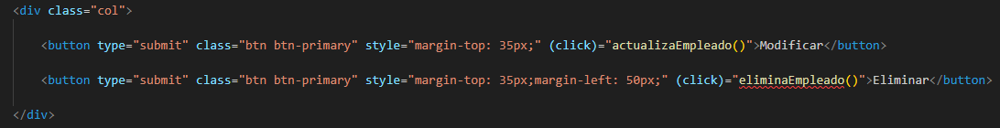 <div class="col">
<button type="submit" class="btn btn-primary" style="margin-top: 35px;" (click)="actualizaEmpleado()">Modificar</button>
<button type="submit" class="btn btn-primary" style="margin-top: 35px;margin-left: 50px;" (click)="eliminaEmpleado()">Eliminar</button>
</div>